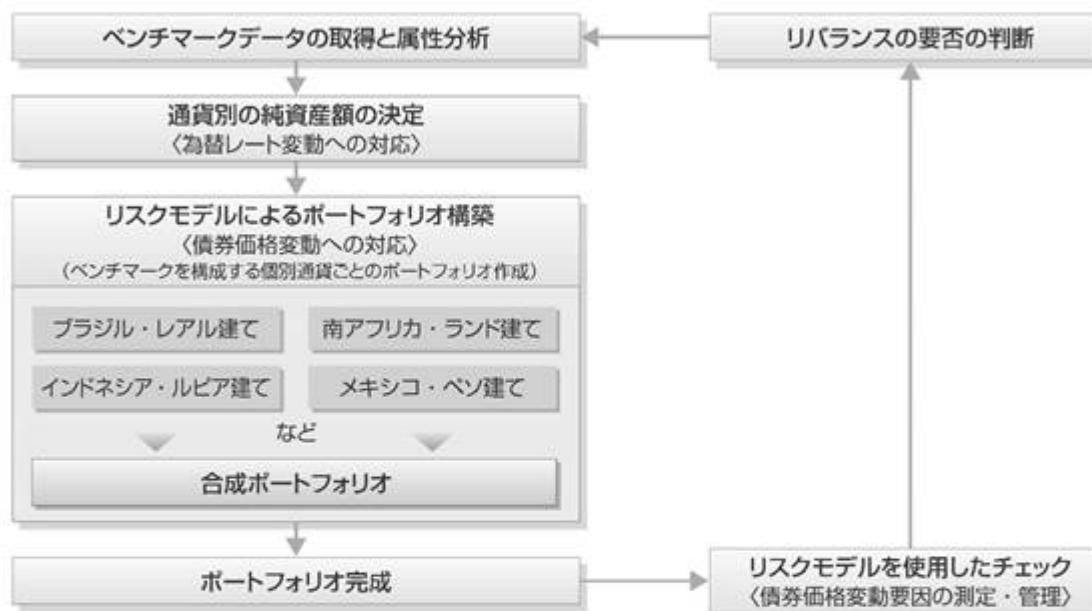 ベンチマークデータの取得と属性分析
リバランスの要否の判断
通貨別の純資産額の決定
〈為替レート変動への対応〉
リスクモデルによるポートフォリオ構築
〈債券価格変動への対応〉
（ベンチマークを構成する個別通貨ごとのポートフォリオ作成）
ブラジル・レアル建て
南アフリカ・ランド建て
インドネシア・ルピア建て
メキシコ・ペソ建て
など
合成ポートフォリオ
ポートフォリオ完成
リスクモデルを使用したチェック
〈債券価格変動要因の測定・管理〉